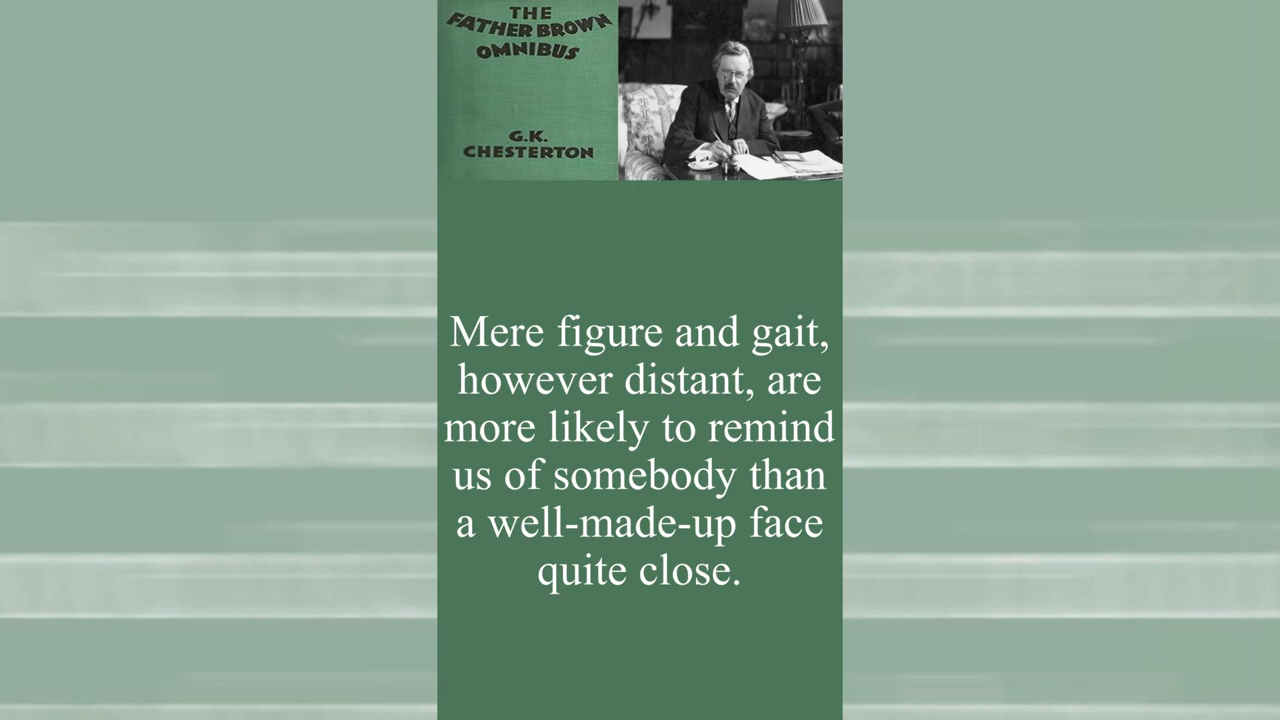 THE
FATHER BROWN
OMNIBUS
G.K.
CHESTERTON
Mere figure and gait,
however distant, are
more likely to remind
us of somebody than
a well-made-up face
quite close.